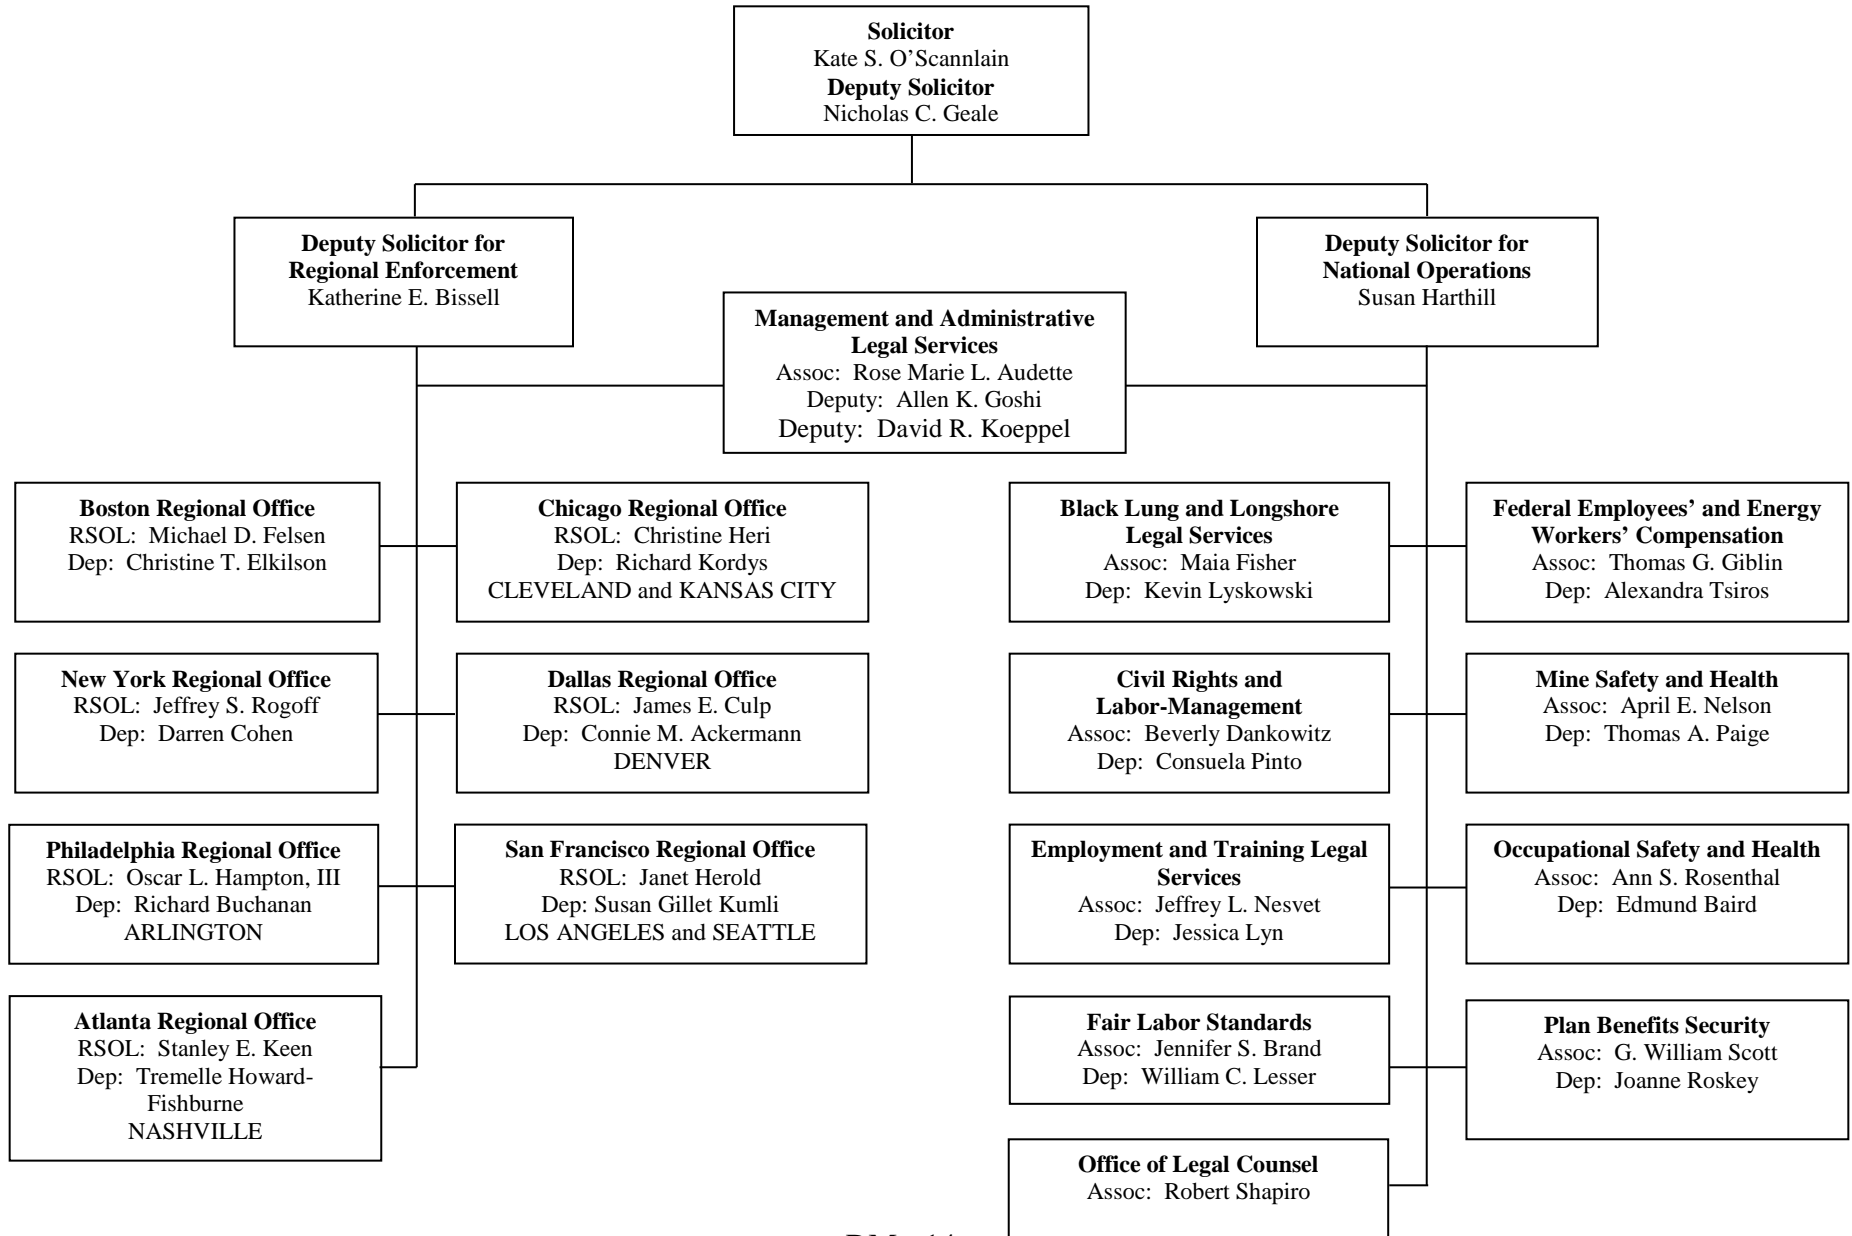 Solicitor
Kate S. O’Scannlain
Deputy Solicitor
Nicholas C. Geale
Deputy Solicitor for
Regional Enforcement
Katherine E. Bissell
Deputy Solicitor for
National Operations
Susan Harthill
Management and Administrative
Legal Services
Assoc: Rose Marie L. Audette
Deputy: Allen K. Goshi
Deputy: David R. Koeppel
Boston Regional Office
RSOL: Michael D. Felsen
Dep: Christine T. Elkilson
Chicago Regional Office
RSOL: Christine Heri
Dep: Richard Kordys
CLEVELAND and KANSAS CITY
Black Lung and Longshore
Legal Services
Assoc: Maia Fisher
Dep: Kevin Lyskowski
Federal Employees’ and Energy
Workers’ Compensation
Assoc: Thomas G. Giblin
Dep: Alexandra Tsiros
New York Regional Office
RSOL: Jeffrey S. Rogoff
Dep: Darren Cohen
Dallas Regional Office
RSOL: James E. Culp
Dep: Connie M. Ackermann
DENVER
Civil Rights and
Labor-Management
Assoc: Beverly Dankowitz
Dep: Consuela Pinto
Mine Safety and Health
Assoc: April E. Nelson
Dep: Thomas A. Paige
Philadelphia Regional Office
RSOL: Oscar L. Hampton, III
Dep: Richard Buchanan
ARLINGTON
San Francisco Regional Office
RSOL: Janet Herold
Dep: Susan Gillet Kumli
LOS ANGELES and SEATTLE
Employment and Training Legal
Services
Assoc: Jeffrey L. Nesvet
Dep: Jessica Lyn
Occupational Safety and Health
Assoc: Ann S. Rosenthal
Dep: Edmund Baird
Atlanta Regional Office
RSOL: Stanley E. Keen
Dep: Tremelle Howard-
Fishburne
NASHVILLE
Fair Labor Standards
Assoc: Jennifer S. Brand
Dep: William C. Lesser
Plan Benefits Security
Assoc: G. William Scott
Dep: Joanne Roskey
Office of Legal Counsel
Assoc: Robert Shapiro